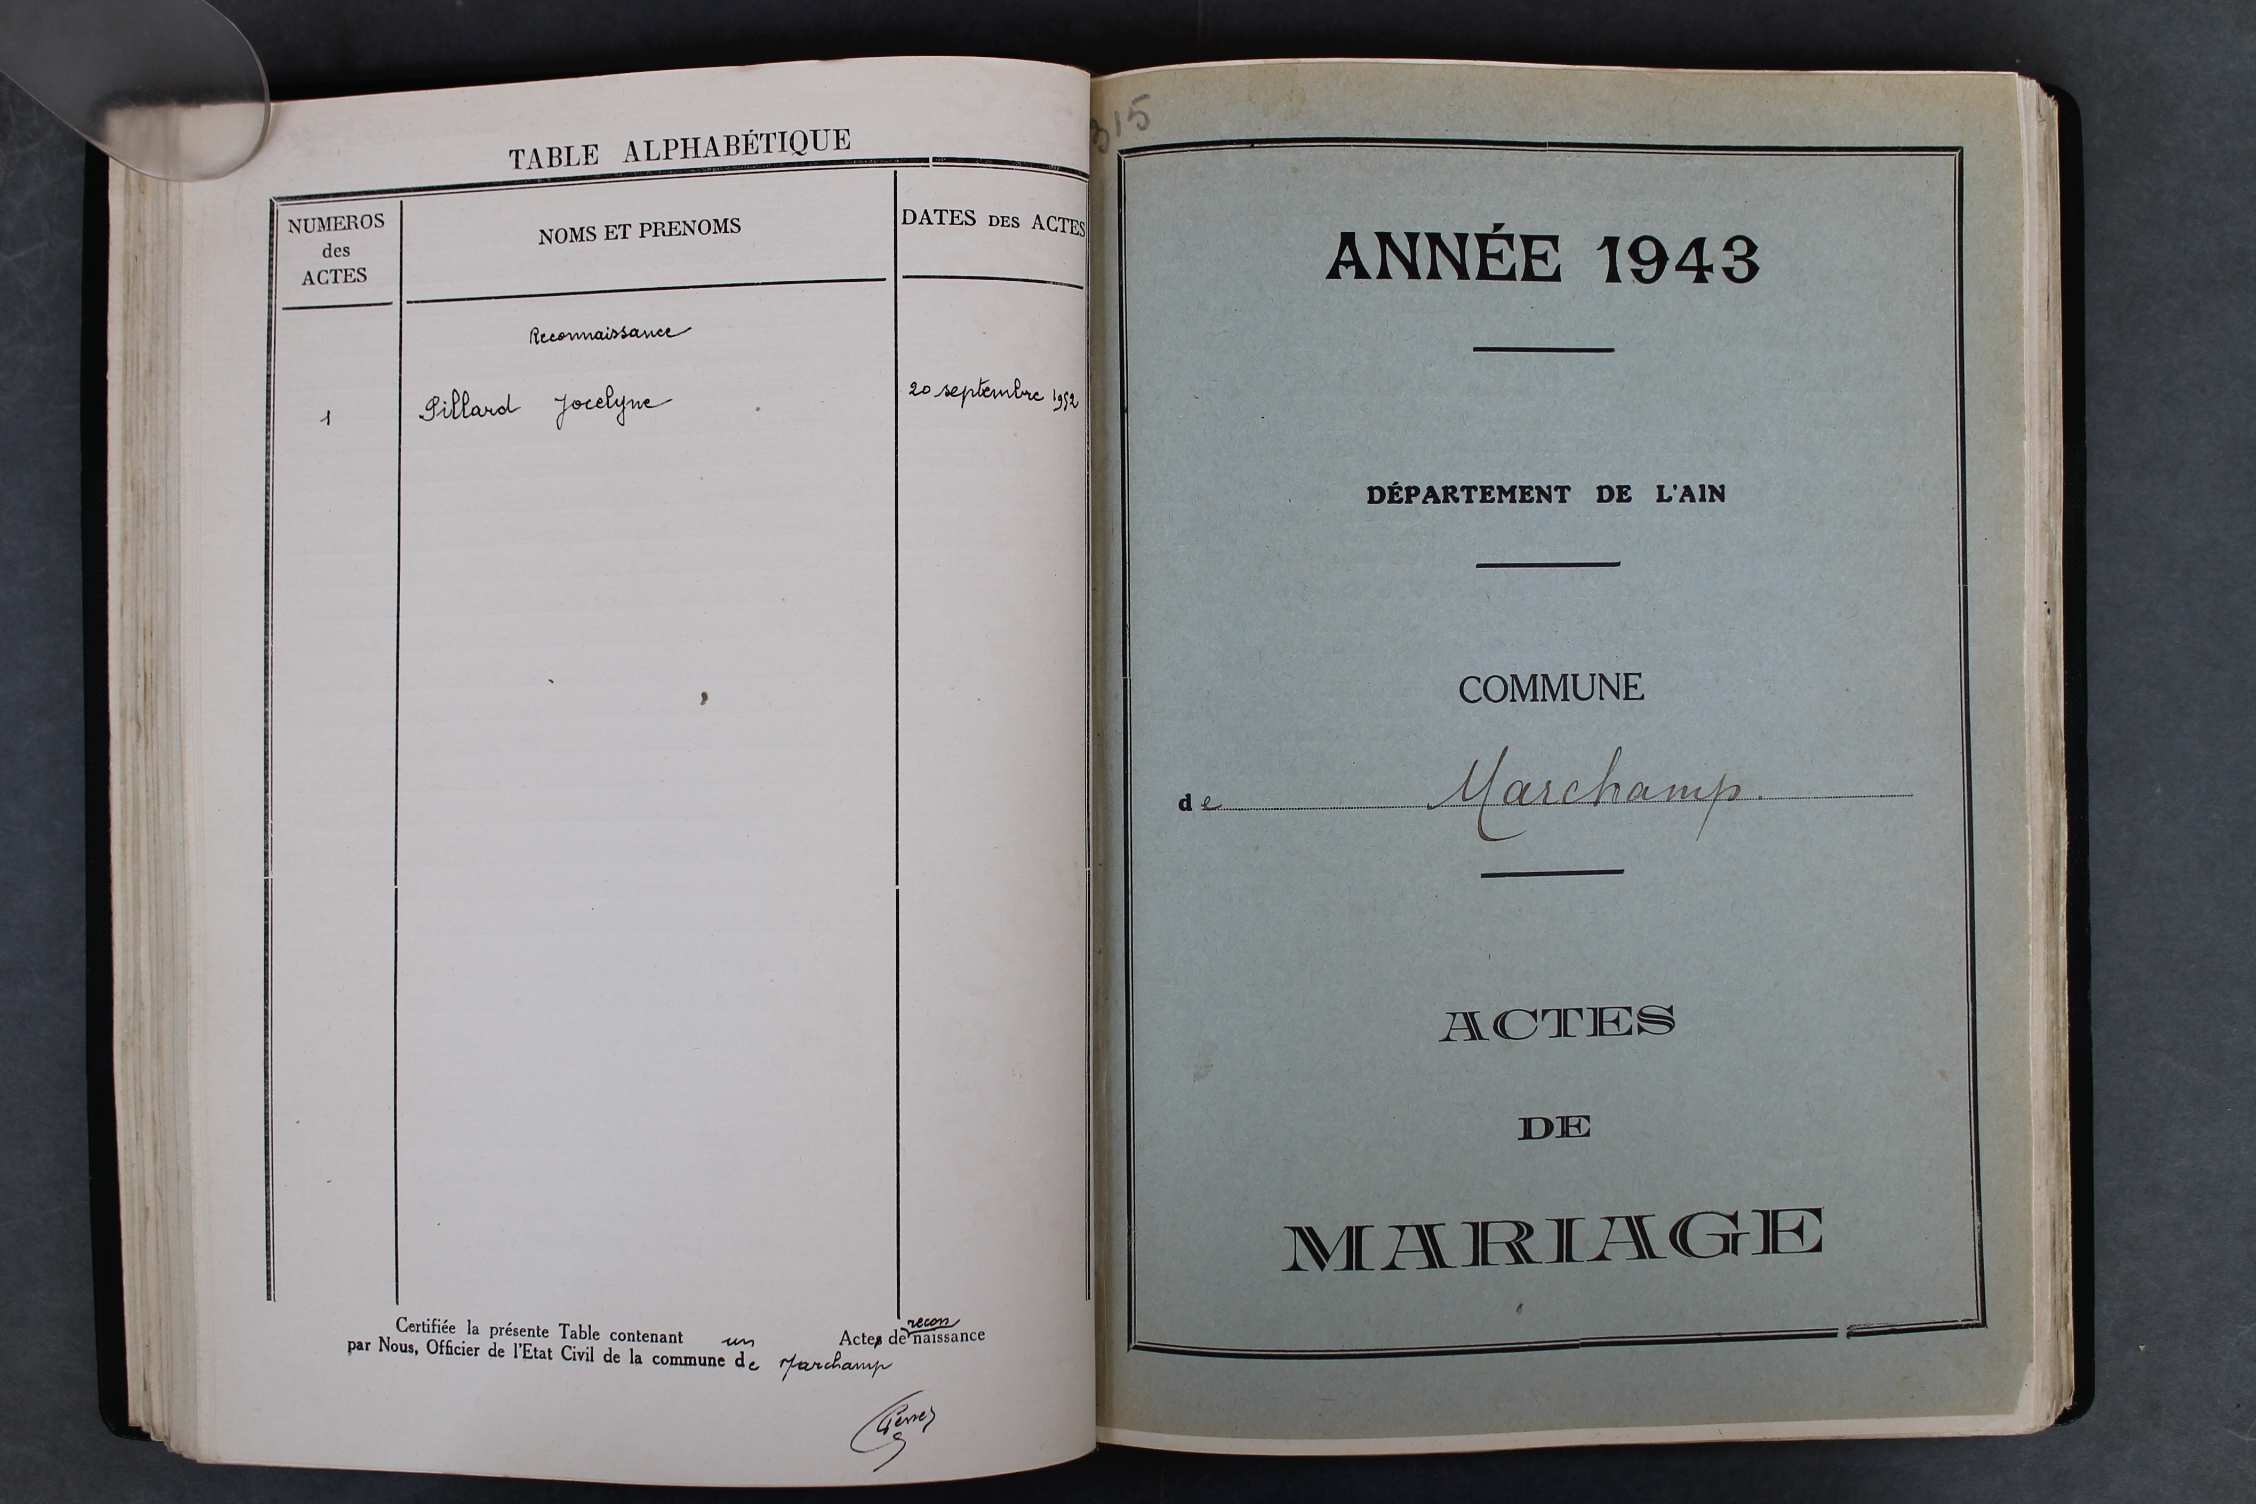 TABLE ALPHABÉTIQUE
NUMEROS
des
ACTES
NOMS ET PRENOMS
DATES DES ACTES
Reconnaissance
1 Pillard Jocelyne 20 septembre 1952
Certifiée la présente Table contenant un Actes de reconnaissance
par Nous, Officier de l'Etat Civil de la commune de Marchamp
315
ANNÉE 1943
DÉPARTEMENT DE L'AIN
COMMUNE
de Marchamp.
ACTES
DE
MARIAGE